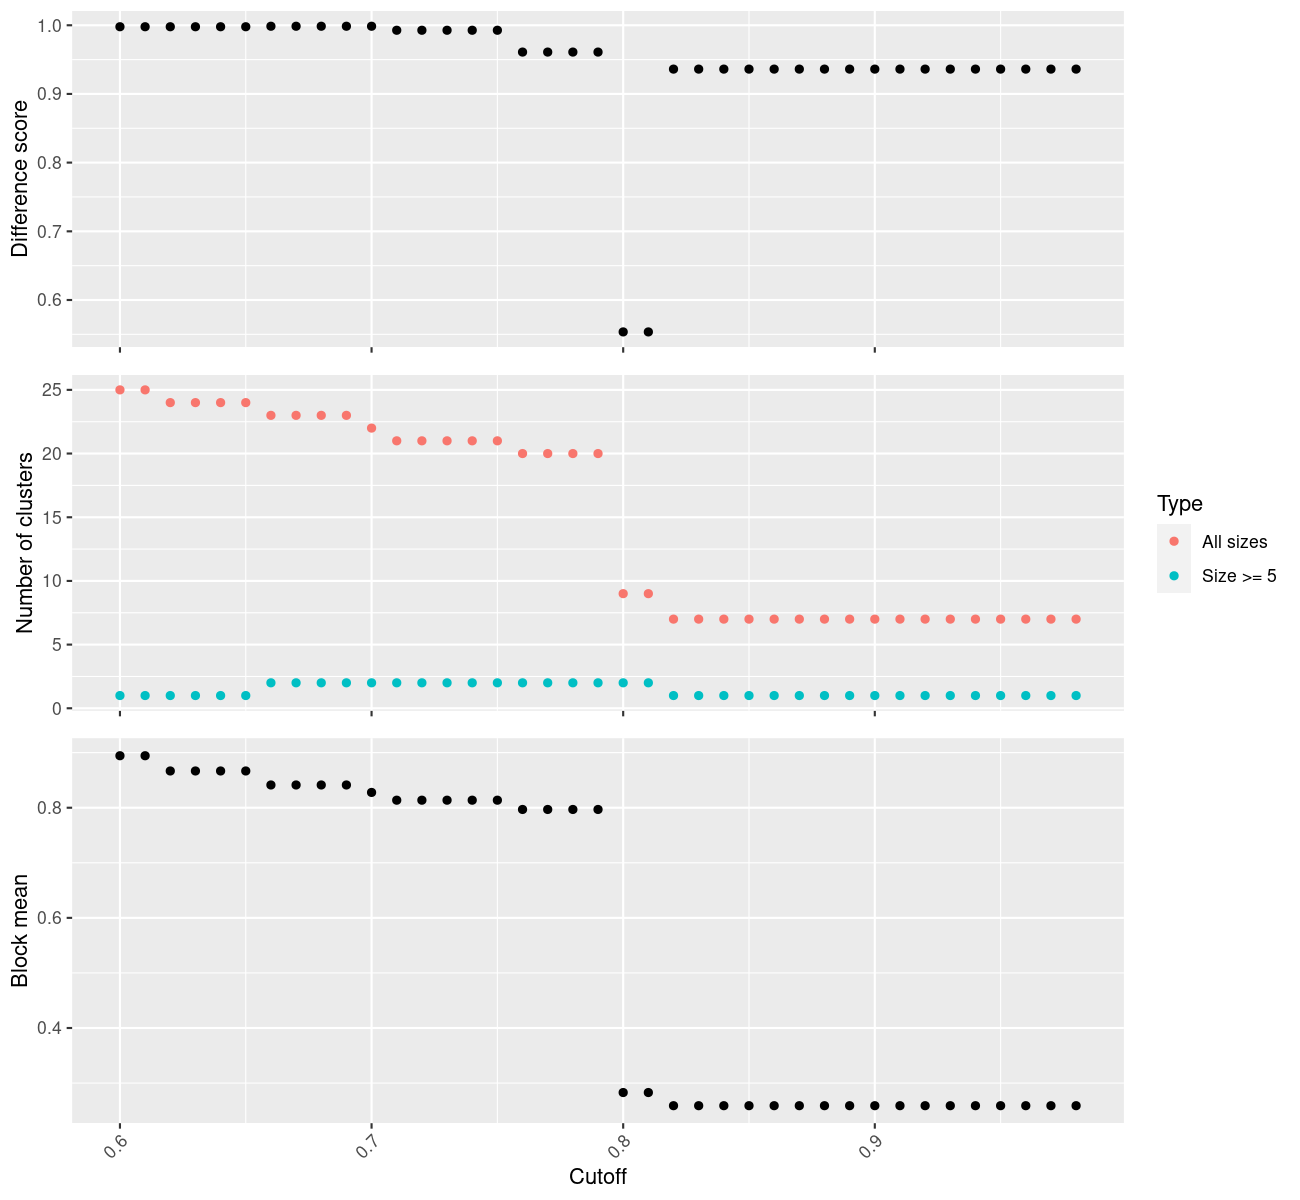 Difference score
1.0
0.9
0.8
0.7
0.6
Number of clusters
25
20
15
10
5
0
Type
All sizes
Size >= 5
Block mean
0.8
0.6
0.4
0.6
0.7
0.8
0.9
Cutoff